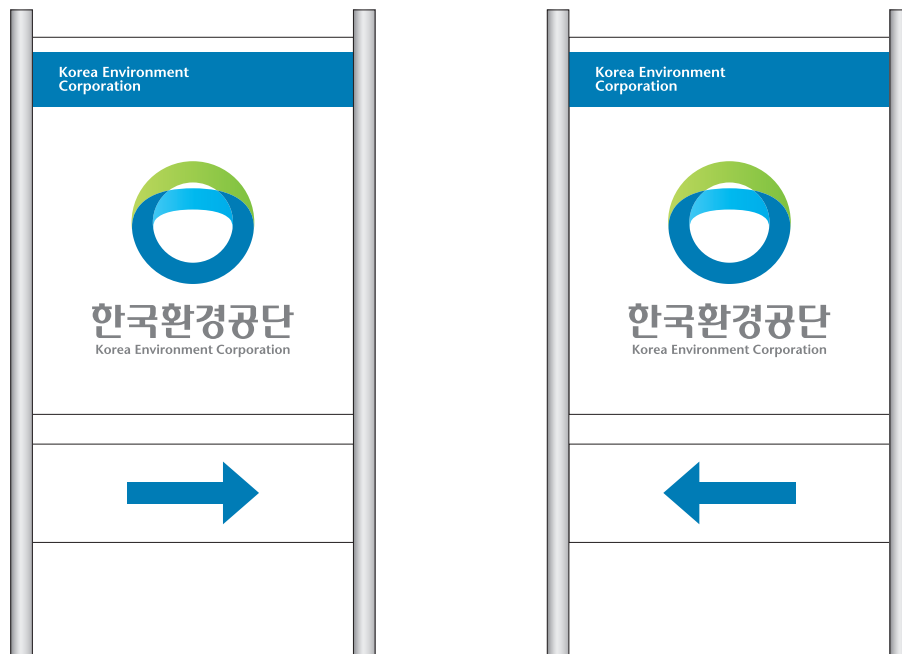 Korea Environment
Corporation
한국환경공단
Korea Environment Corporation
Korea Environment
Corporation
한국환경공단
Korea Environment Corporation